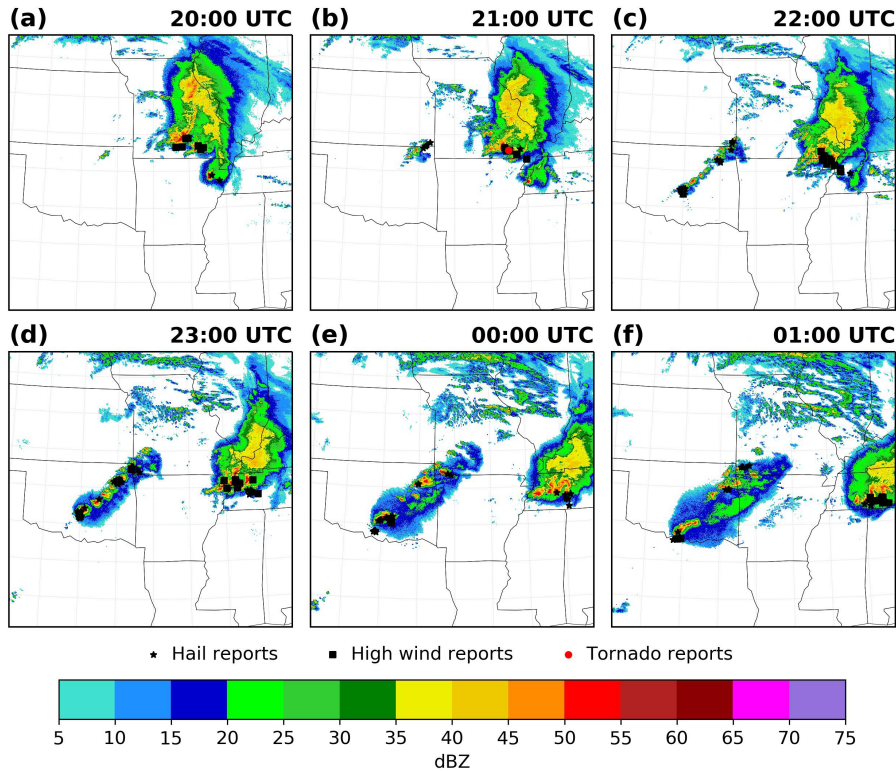 (a) 20:00 UTC
(b) 21:00 UTC
(c) 22:00 UTC
(d) 23:00 UTC
(e) 00:00 UTC
(f) 01:00 UTC
Hail reports High wind reports Tornado reports
5 10 15 20 25 30 35 40 45 50 55 60 65 70 75
dBZ